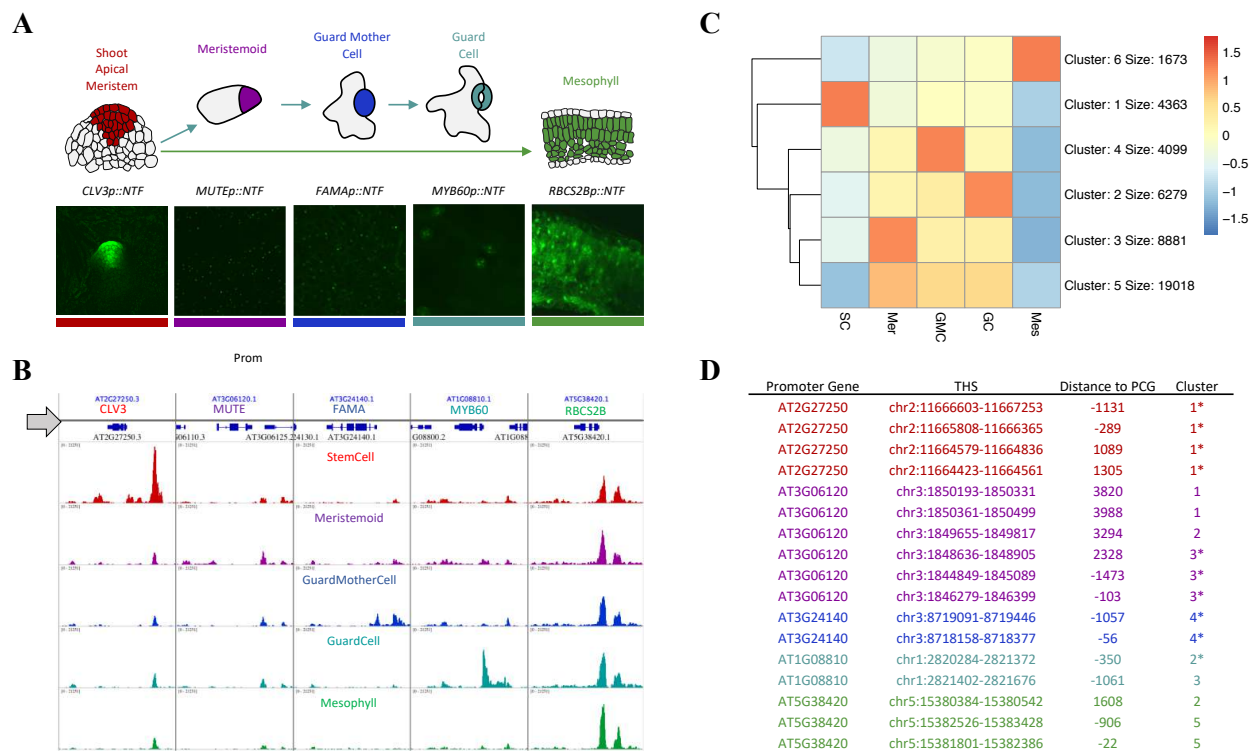 A
Shoot
Apical
Meristem
Meristemoid
Guard Mother
Cell
Guard
Cell
Mesophyll
CLV3p::NTF
MUTEp::NTF
FAMAp::NTF
MYB60p::NTF
RBCS2Bp::NTF
B
Prom
AT2G27250.3
AT3G06120.1
AT3G24140.1
AT1G08810.1
AT5G38420.1
CLV3
MUTE
FAMA
MYB60
RBCS2B
AT2G27250.3
G06110.3
AT3G06125.2
24130.1
AT3G24140.1
G08800.2
AT1G088
AT5G38420.1
StemCell
Meristemoid
GuardMotherCell
GuardCell
Mesophyll
C
Cluster: 6 Size: 1673
Cluster: 1 Size: 4363
Cluster: 4 Size: 4099
Cluster: 2 Size: 6279
Cluster: 3 Size: 8881
Cluster: 5 Size: 19018
SC
Mer
GMC
GC
Mes
1.5
1
0.5
0
−0.5
−1
−1.5
D
Promoter Gene THS Distance to PCG Cluster
AT2G27250 chr2:11666603-11667253 -1131 1*
AT2G27250 chr2:11665808-11666365 -289 1*
AT2G27250 chr2:11664579-11664836 1089 1*
AT2G27250 chr2:11664423-11664561 1305 1*
AT3G06120 chr3:1850193-1850331 3820 1
AT3G06120 chr3:1850361-1850499 3988 1
AT3G06120 chr3:1849655-1849817 3294 2
AT3G06120 chr3:1848636-1848905 2328 3*
AT3G06120 chr3:1844849-1845089 -1473 3*
AT3G06120 chr3:1846279-1846399 -103 3*
AT3G24140 chr3:8719091-8719446 -1057 4*
AT3G24140 chr3:8718158-8718377 -56 4*
AT1G08810 chr1:2820284-2821372 -350 2*
AT1G08810 chr1:2821402-2821676 -1061 3
AT5G38420 chr5:15380384-15380542 1608 2
AT5G38420 chr5:15382526-15383428 -906 5
AT5G38420 chr5:15381801-15382386 -22 5